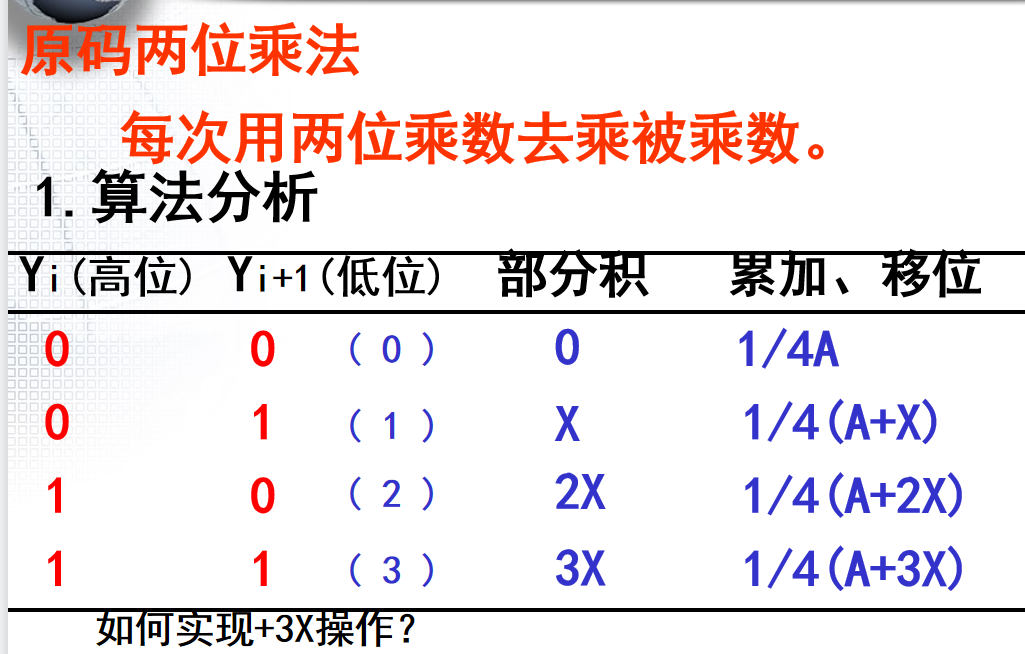 原码两位乘法
每次用两位乘数去乘被乘数。
1.算法分析
Yi(高位) Yi+1(低位) 部分积 累加、移位
0 0 (0) 0 1/4A
0 1 (1) X 1/4(A+X)
1 0 (2) 2X 1/4(A+2X)
1 1 (3) 3X 1/4(A+3X)
如何实现+3X操作?